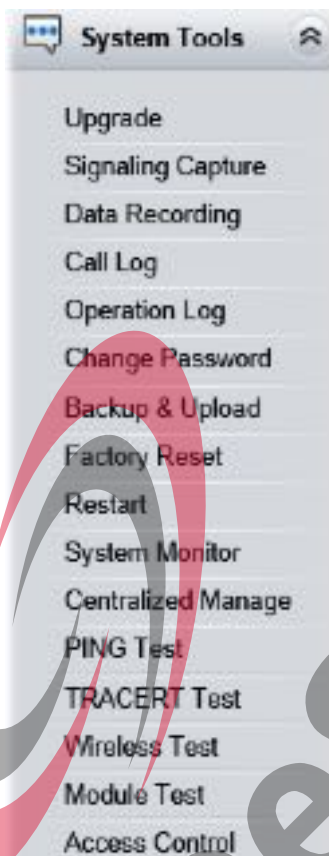 System Tools
Upgrade
Signaling Capture
Data Recording
Call Log
Operation Log
Change Password
Backup & Upload
Factory Reset
Restart
System Monitor
Centralized Manage
PING Test
TRACERT Test
Wireless Test
Module Test
Access Control